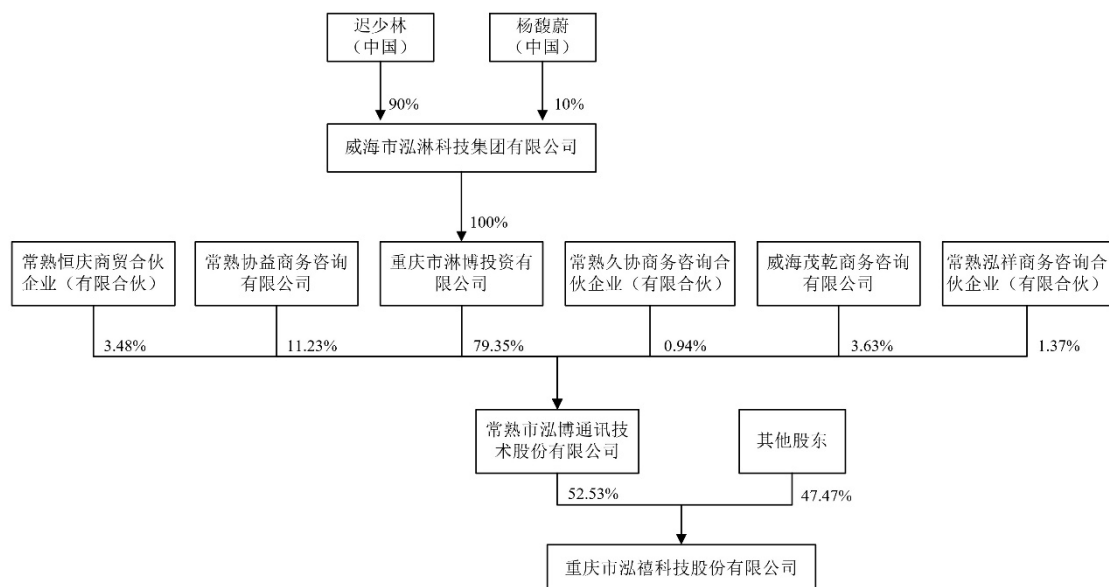 迟少林
（中国）
杨馥蔚
（中国）
90%
10%
威海市泓淋科技集团有限公司
100%
常熟恒庆商贸合伙
企业（有限合伙）
常熟协益商务咨询
有限公司
重庆市淋博投资有
限公司
常熟久协商务咨询合
伙企业（有限合伙）
威海茂乾商务咨询
有限公司
常熟泓祥商务咨询合
伙企业（有限合伙）
3.48%
11.23%
79.35%
0.94%
3.63%
1.37%
常熟市泓博通讯技
术股份有限公司
其他股东
52.53%
47.47%
重庆市泓禧科技股份有限公司